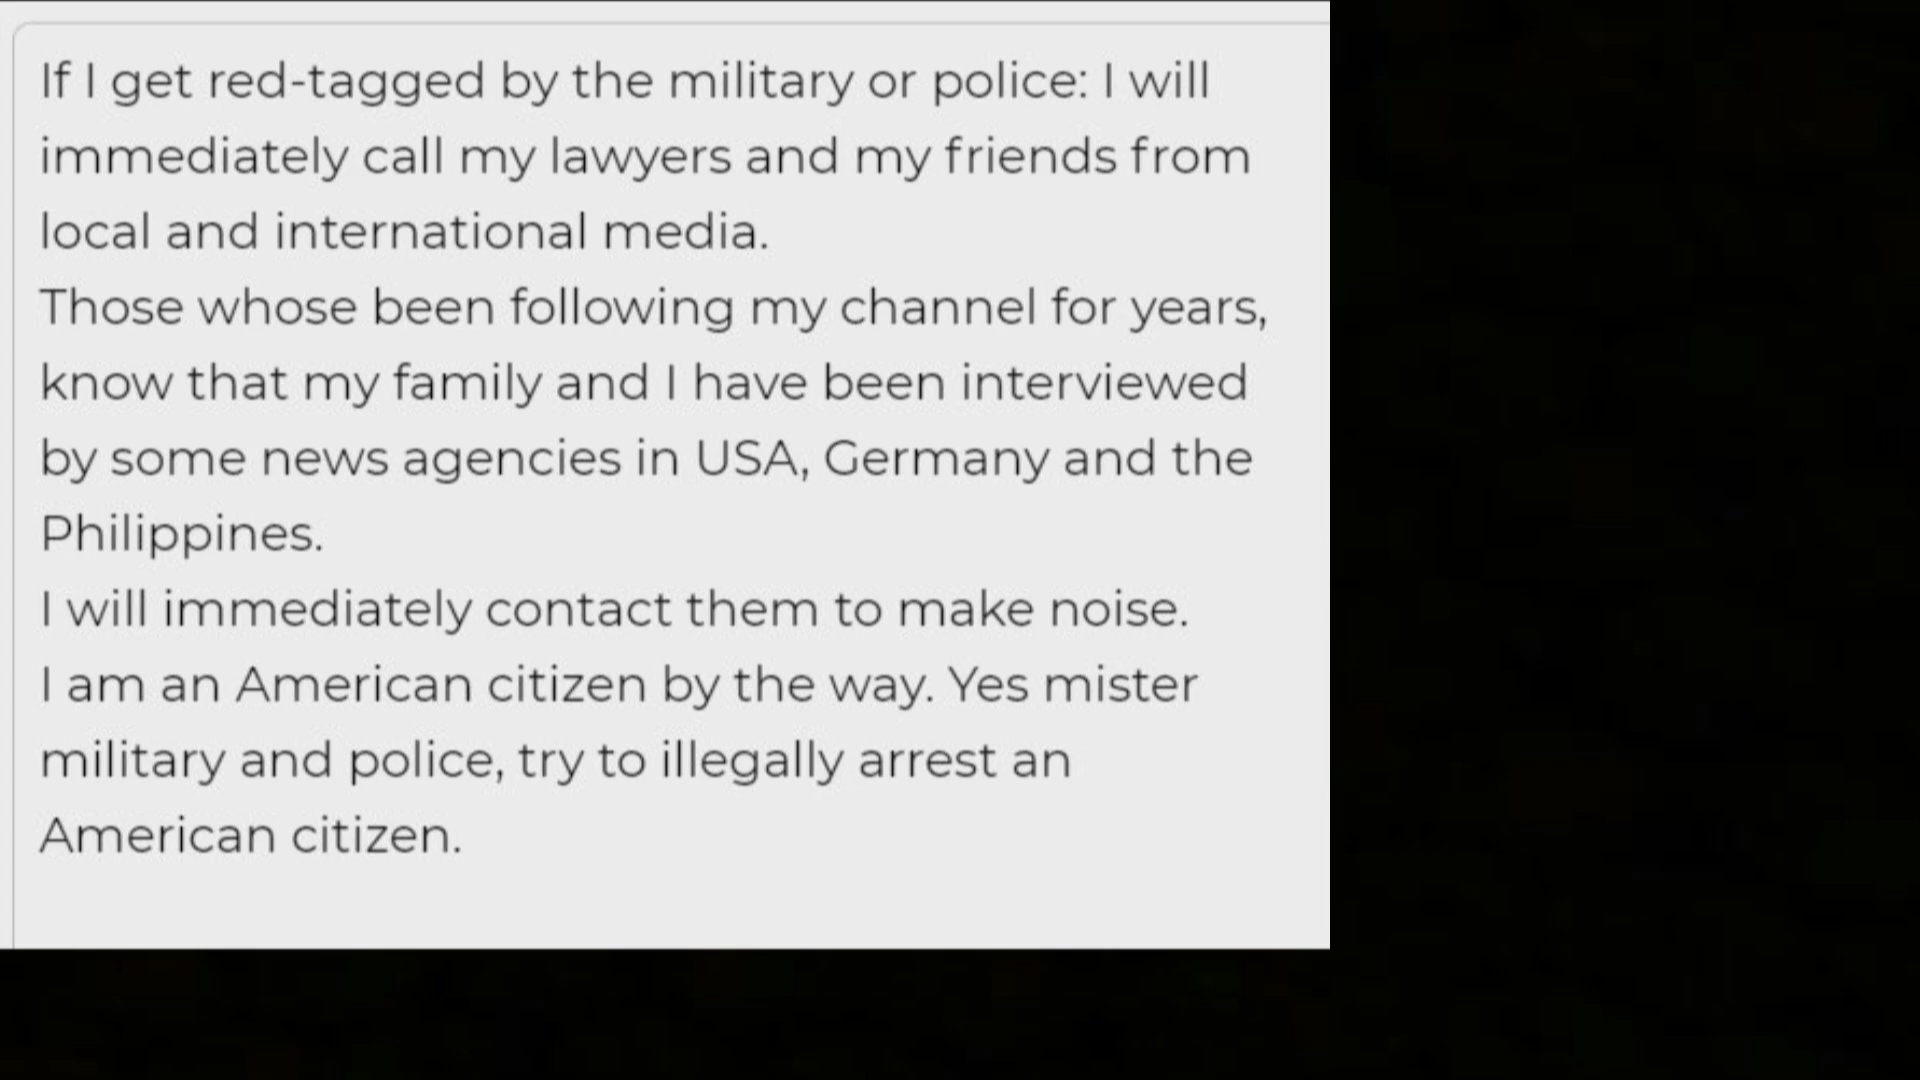 If I get red-tagged by the military or police: I will
immediately call my lawyers and my friends from
local and international media.
Those whose been following my channel for years,
know that my family and I have been interviewed
by some news agencies in USA, Germany and the
Philippines.
I will immediately contact them to make noise.
I am an American citizen by the way. Yes mister
military and police, try to illegally arrest an
American citizen.